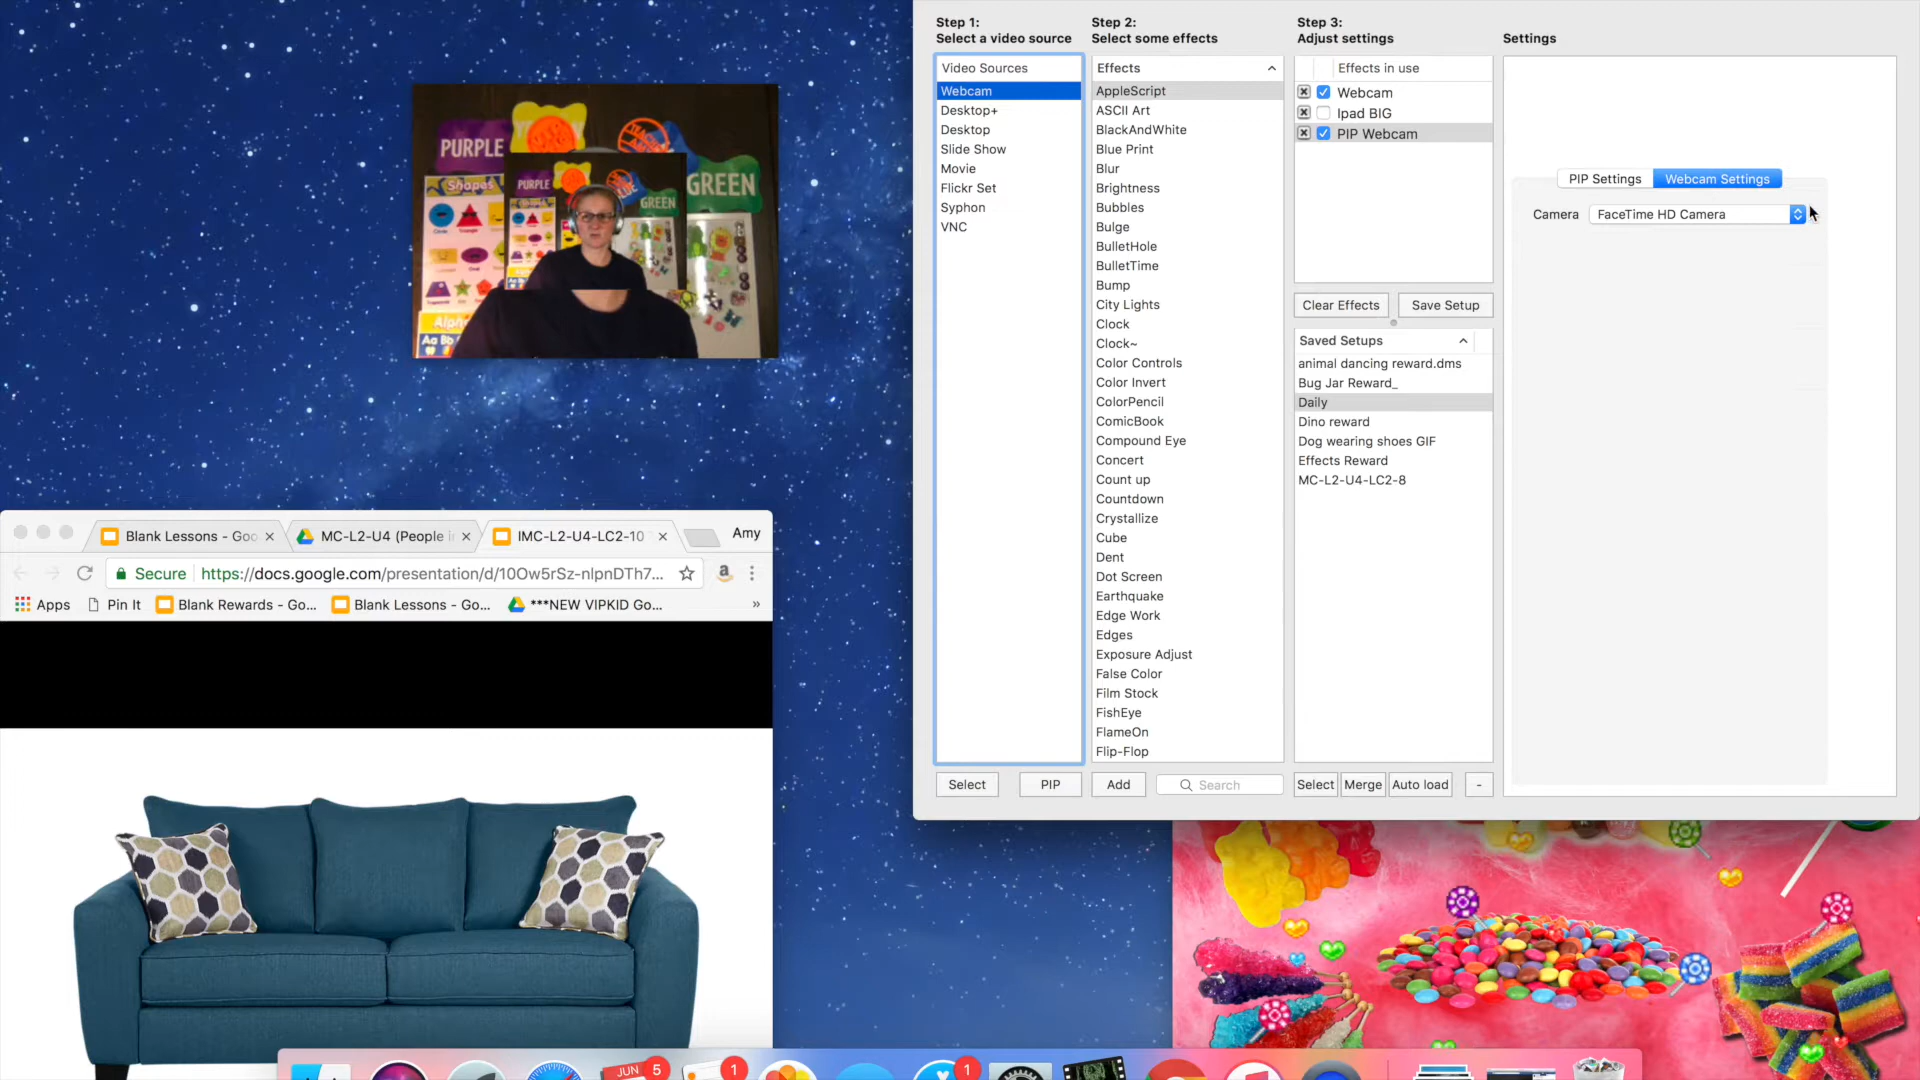 Step 1:
Select a video source
Step 2:
Select some effects
Step 3:
Adjust settings
Settings
Video Sources
Webcam
Desktop+
Desktop
Slide Show
Movie
Flickr Set
Syphon
VNC
Effects
AppleScript
ASCII Art
BlackAndWhite
Blue Print
Blur
Brightness
Bubbles
Bulge
BulletHole
BulletTime
Bump
City Lights
Clock
Clock~
Color Controls
Color Invert
ColorPencil
ComicBook
Compound Eye
Concert
Count up
Countdown
Crystallize
Cube
Dent
Dot Screen
Earthquake
Edge Work
Edges
Exposure Adjust
False Color
Film Stock
FishEye
FlameOn
Flip-Flop
Effects in use
Webcam
Ipad BIG
PIP Webcam
Clear Effects Save Setup
Saved Setups
animal dancing reward.dms
Bug Jar Reward_
Daily
Dino reward
Dog wearing shoes GIF
Effects Reward
MC-L2-U4-LC2-8
PIP Settings Webcam Settings
Camera FaceTime HD Camera
Select PIP Add Search Select Merge Auto load -
PURPLE
GREEN
Shapes
PURPLE
GREEN
Aa Bb
Blank Lessons - Goo
MC-L2-U4 (People i
IMC-L2-U4-LC2-10
Amy
Secure https://docs.google.com/presentation/d/10Ow5rSz-nlpnDTh7...
Apps Pin It Blank Rewards - Go... Blank Lessons - Go... ***NEW VIPKID Go... »
JUN 5 1 1